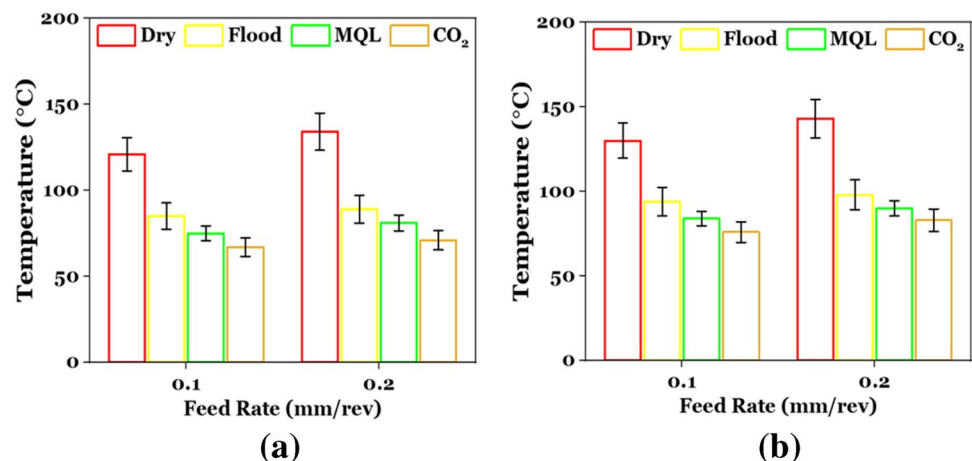 200
Dry Flood MQL CO₂
150
100
50
0
Temperature (°C)
0.1 0.2
Feed Rate (mm/rev)
(a)
200
Dry Flood MQL CO₂
150
100
50
0
Temperature (°C)
0.1 0.2
Feed Rate (mm/rev)
(b)